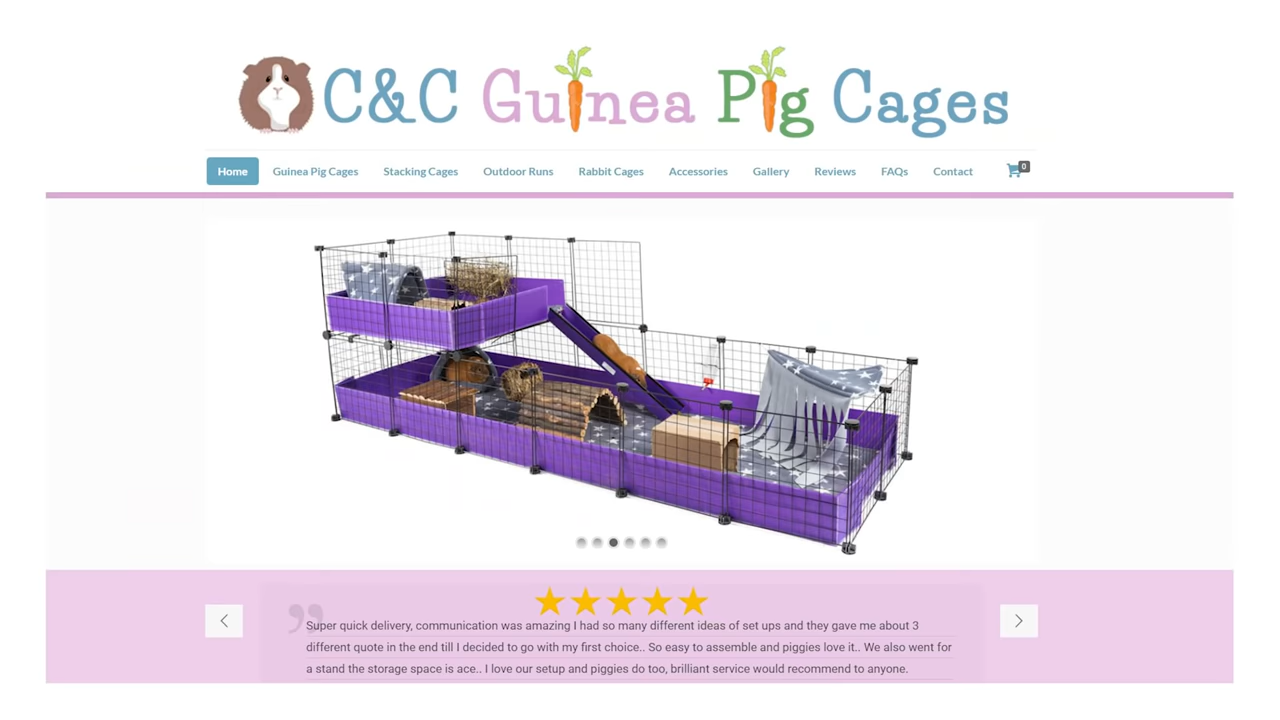 C&C Guinea Pig Cages
Home Guinea Pig Cages Stacking Cages Outdoor Runs Rabbit Cages Accessories Gallery Reviews FAQs Contact 0
Super quick delivery, communication was amazing I had so many different ideas of set ups and they gave me about 3
different quote in the end till I decided to go with my first choice.. So easy to assemble and piggies love it.. We also went for
a stand the storage space is ace.. I love our setup and piggies do too, brilliant service would recommend to anyone.